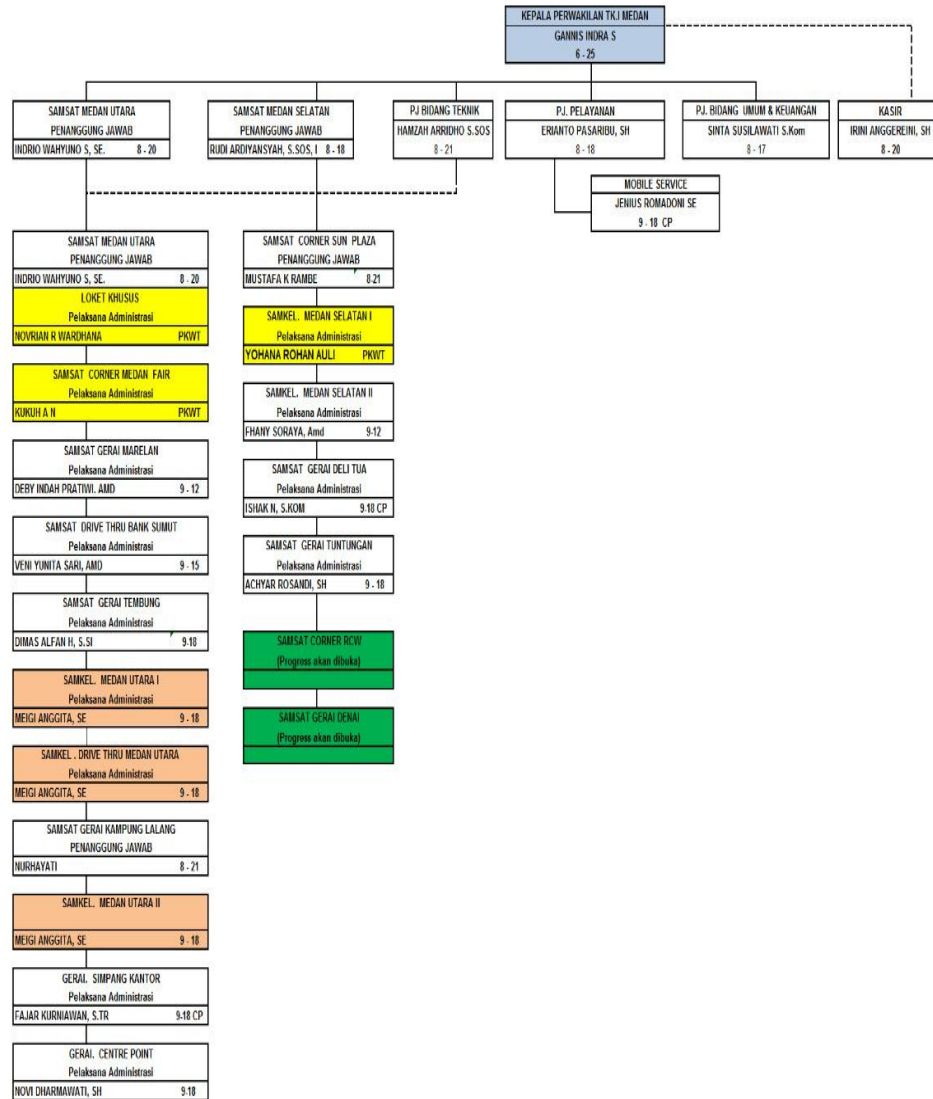 KEPALA PERWAKILAN TK.I MEDAN
GANNIS INDRA S
6 - 25
SAMSAT MEDAN UTARA
PENANGGUNG JAWAB
INDRIO WAHYUNO S, SE. 8 - 20
SAMSAT MEDAN SELATAN
PENANGGUNG JAWAB
RUDI ARDIYANSYAH, S.SOS, I 8 - 18
PJ BIDANG TEKNIK
HAMZAH ARRIDHO S.SOS
8 - 21
PJ. PELAYANAN
ERIANTO PASARIBU, SH
8 - 18
PJ. BIDANG UMUM & KEUANGAN
SINTA SUSILAWATI S.Kom
8 - 17
KASIR
IRINI ANGGEREINI, SH
8 - 20
MOBILE SERVICE
JENIUS ROMADONI SE
9 - 18 CP
SAMSAT MEDAN UTARA
PENANGGUNG JAWAB
INDRIO WAHYUNO S, SE. 8 - 20
LOKET KHUSUS
Pelaksana Administrasi
NOVRIAN R WARDHANA PKWT
SAMSAT CORNER MEDAN FAIR
Pelaksana Administrasi
KUKUH A N PKWT
SAMSAT GERAI MARELAN
Pelaksana Administrasi
DEBY INDAH PRATIWI. AMD 9 - 12
SAMSAT DRIVE THRU BANK SUMUT
Pelaksana Administrasi
VENI YUNITA SARI, AMD 9 - 15
SAMSAT GERAI TEMBUNG
Pelaksana Administrasi
DIMAS ALFAN H, S.SI 9-18
SAMKEL. MEDAN UTARA I
Pelaksana Administrasi
MEIGI ANGGITA, SE 9 - 18
SAMKEL . DRIVE THRU MEDAN UTARA
Pelaksana Administrasi
MEIGI ANGGITA, SE 9 - 18
SAMSAT GERAI KAMPUNG LALANG
PENANGGUNG JAWAB
NURHAYATI 8 - 21
SAMKEL. MEDAN UTARA II
MEIGI ANGGITA, SE 9 - 18
GERAI. SIMPANG KANTOR
Pelaksana Administrasi
FAJAR KURNIAWAN, S.TR 9-18 CP
GERAI. CENTRE POINT
Pelaksana Administrasi
NOVI DHARMAWATI, SH 9-18
SAMSAT CORNER SUN PLAZA
PENANGGUNG JAWAB
MUSTAFA K RAMBE 8-21
SAMKEL. MEDAN SELATAN I
Pelaksana Administrasi
YOHANA ROHAN AULI PKWT
SAMKEL. MEDAN SELATAN II
Pelaksana Administrasi
FHANY SORAYA, Amd 9-12
SAMSAT GERAI DELI TUA
Pelaksana Administrasi
ISHAK N, S.KOM 9-18 CP
SAMSAT GERAI TUNTUNGAN
Pelaksana Administrasi
ACHYAR ROSANDI, SH 9 - 18
SAMSAT CORNER RCW
(Progress akan dibuka)
SAMSAT GERAI DENAI
(Progress akan dibuka)